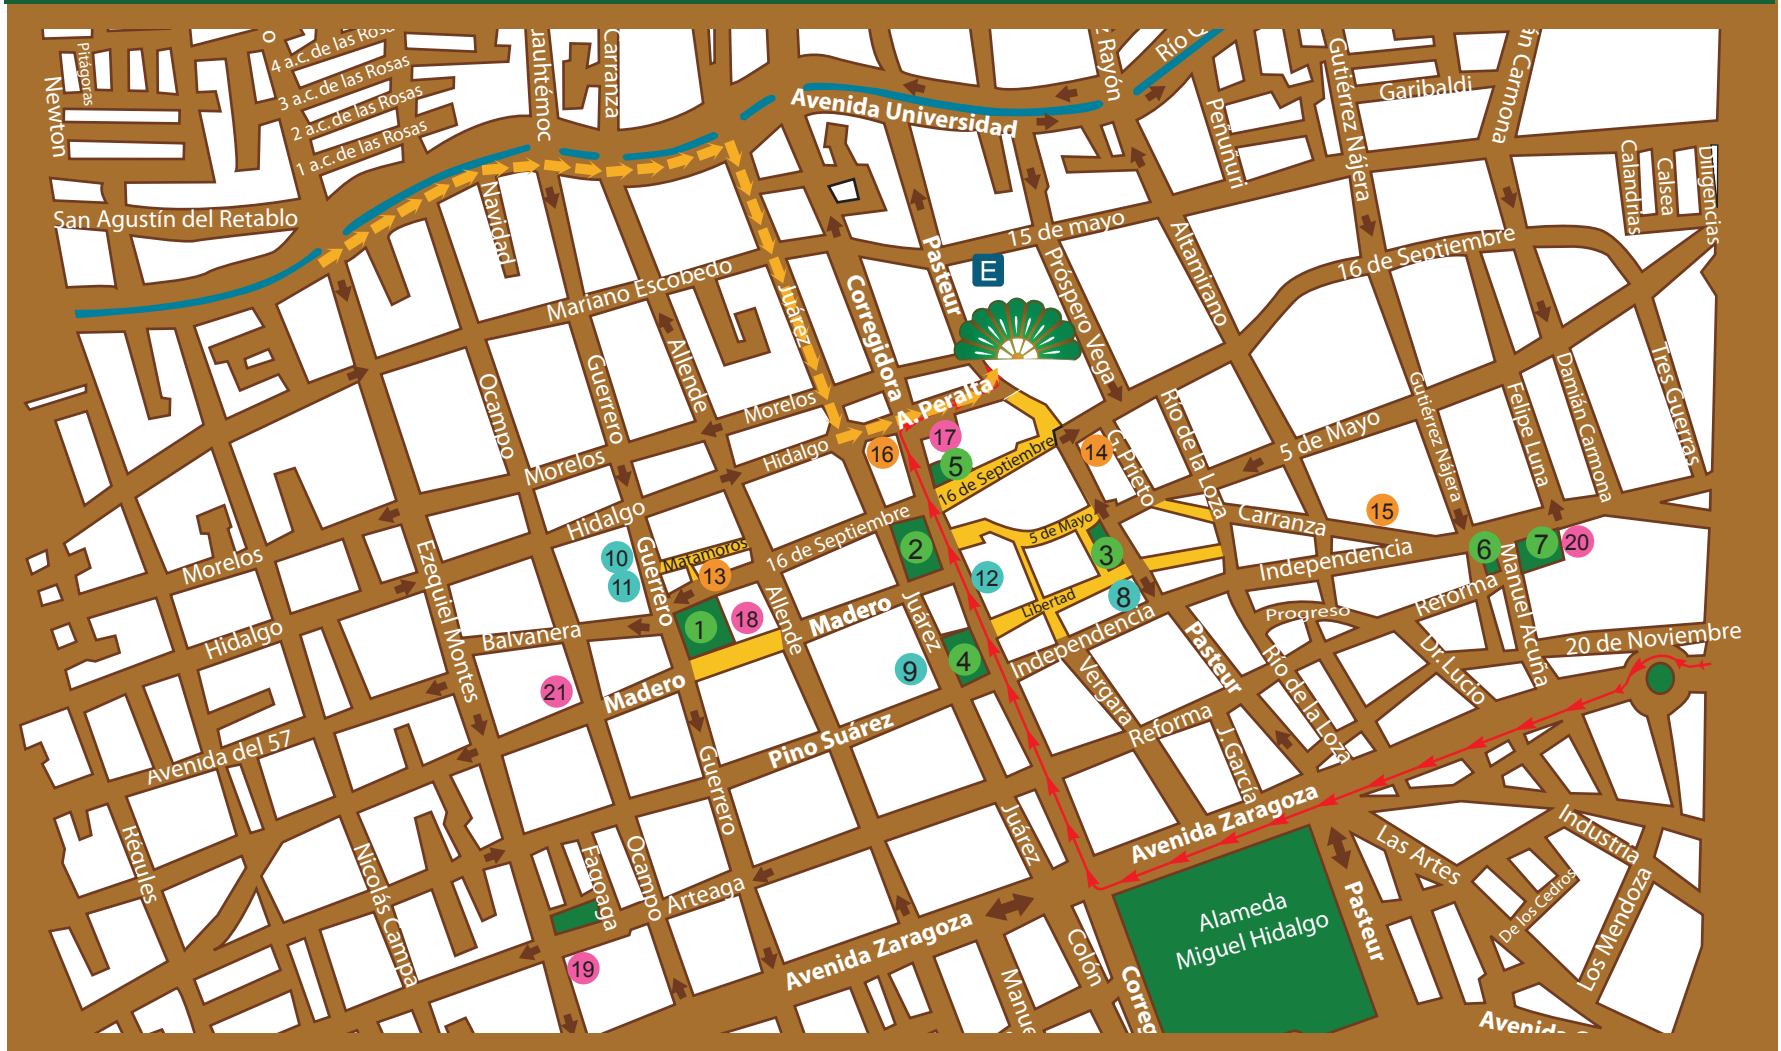 Pitágoras
Newton
4 a.c. de las Rosa
3 a.c. de las Rosas
2 a.c. de las Rosas
1 a.c. de las Rosas
San Agustín del Retablo
uauhtémoc
Carranza
Navidad
Avenida Universidad
z Rayón
Río Q
Peñuñuri
Gutiérrez Nájera
Garibaldi
án Carmona
Calandrias
Calsea
Diligencias
15 de mayo
16 de Septiembre
Altamirano
Próspero Vega
Pasteur
E
Mariano Escobedo
Juárez
Corregidora
Allende
Guerrero
Ocampo
Morelos
Morelos
Hidalgo
A. Peralta
17
16
5
16 de Septiembre
14
G. Prieto
Río de la Loza
5 de Mayo
Gutiérrez Nájera
Felipe Luna
Damián Carmona
Tres Guerras
15
Carranza
Independencia
6
7
20
Hidalgo
10
11
Guerrero
Matamoros
13
16 de Septiembre
2
5 de Mayo
3
12
8
Libertad
Independencia
Morelos
Hidalgo
Ezequiel Montes
Balvanera
1
18
Allende
Madero
Juárez
9
4
Madero
21
Pino Suárez
Vergara
Pasteur
Reforma
Progreso
Reforma
Manuel Acuña
Dr. Lucio
Río de la Loza
20 de Noviembre
J. García
Avenida Zaragoza
Avenida del 57
Guerrero
Juárez
Réqules
Nicolás Campa
Fagoaga
Ocampo
Arteaga
19
Avenida Zaragoza
Manue
Colón
Correg
Alameda
Miguel Hidalgo
Pasteur
Las Artes
Industria
De los Cedros
Los Mendoza
Avenida